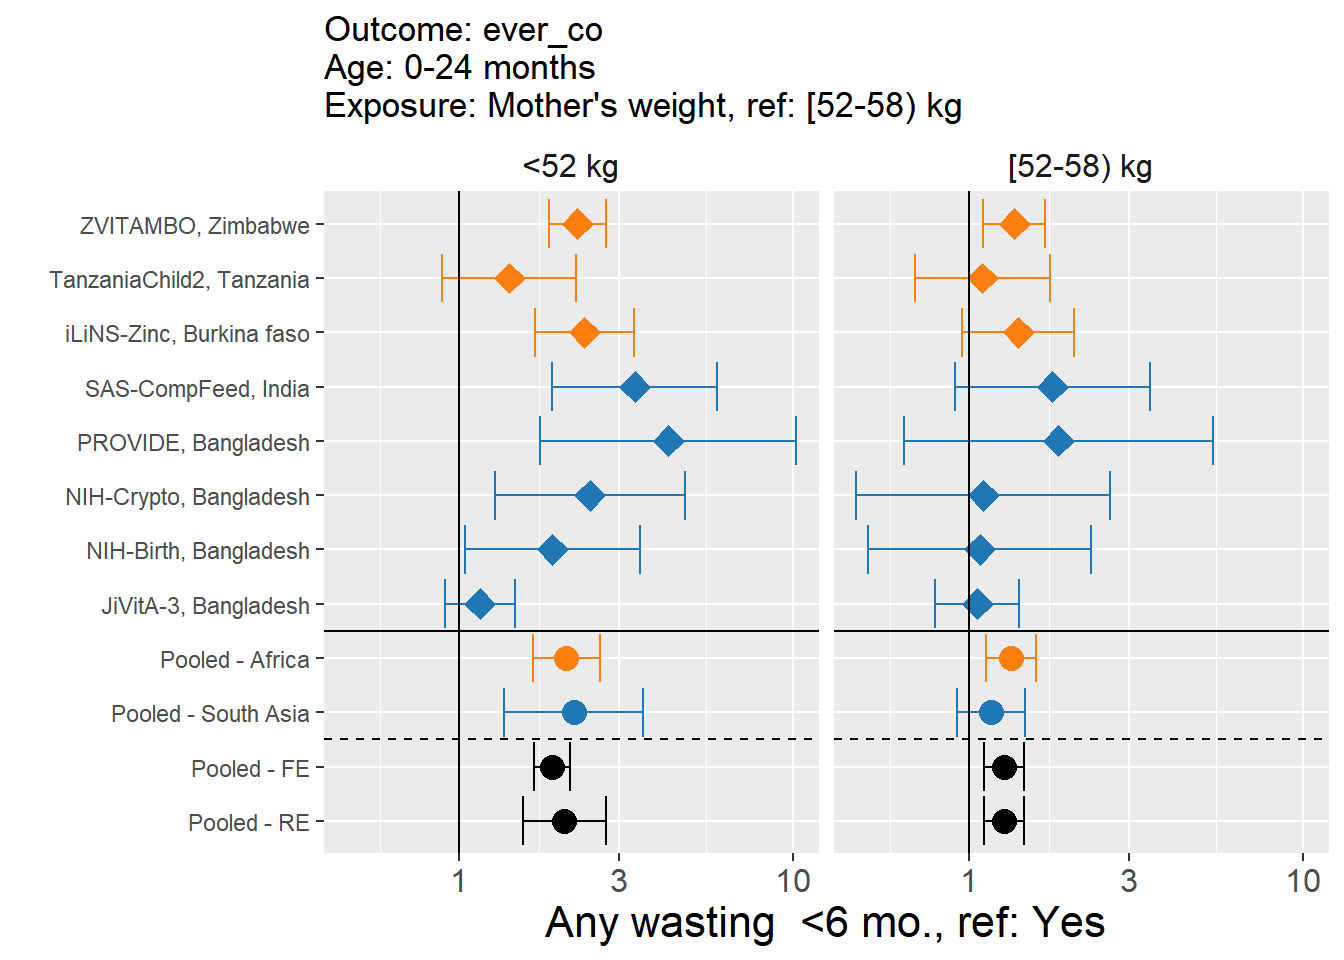 Outcome: ever_co
Age: 0-24 months
Exposure: Mother's weight, ref: [52-58) kg
<52 kg
[52-58) kg
ZVITAMBO, Zimbabwe
TanzaniaChild2, Tanzania
iLiNS-Zinc, Burkina faso
SAS-CompFeed, India
PROVIDE, Bangladesh
NIH-Crypto, Bangladesh
NIH-Birth, Bangladesh
JiVitA-3, Bangladesh
Pooled - Africa
Pooled - South Asia
Pooled - FE
Pooled - RE
1 3 10
1 3 10
Any wasting  <6 mo., ref: Yes